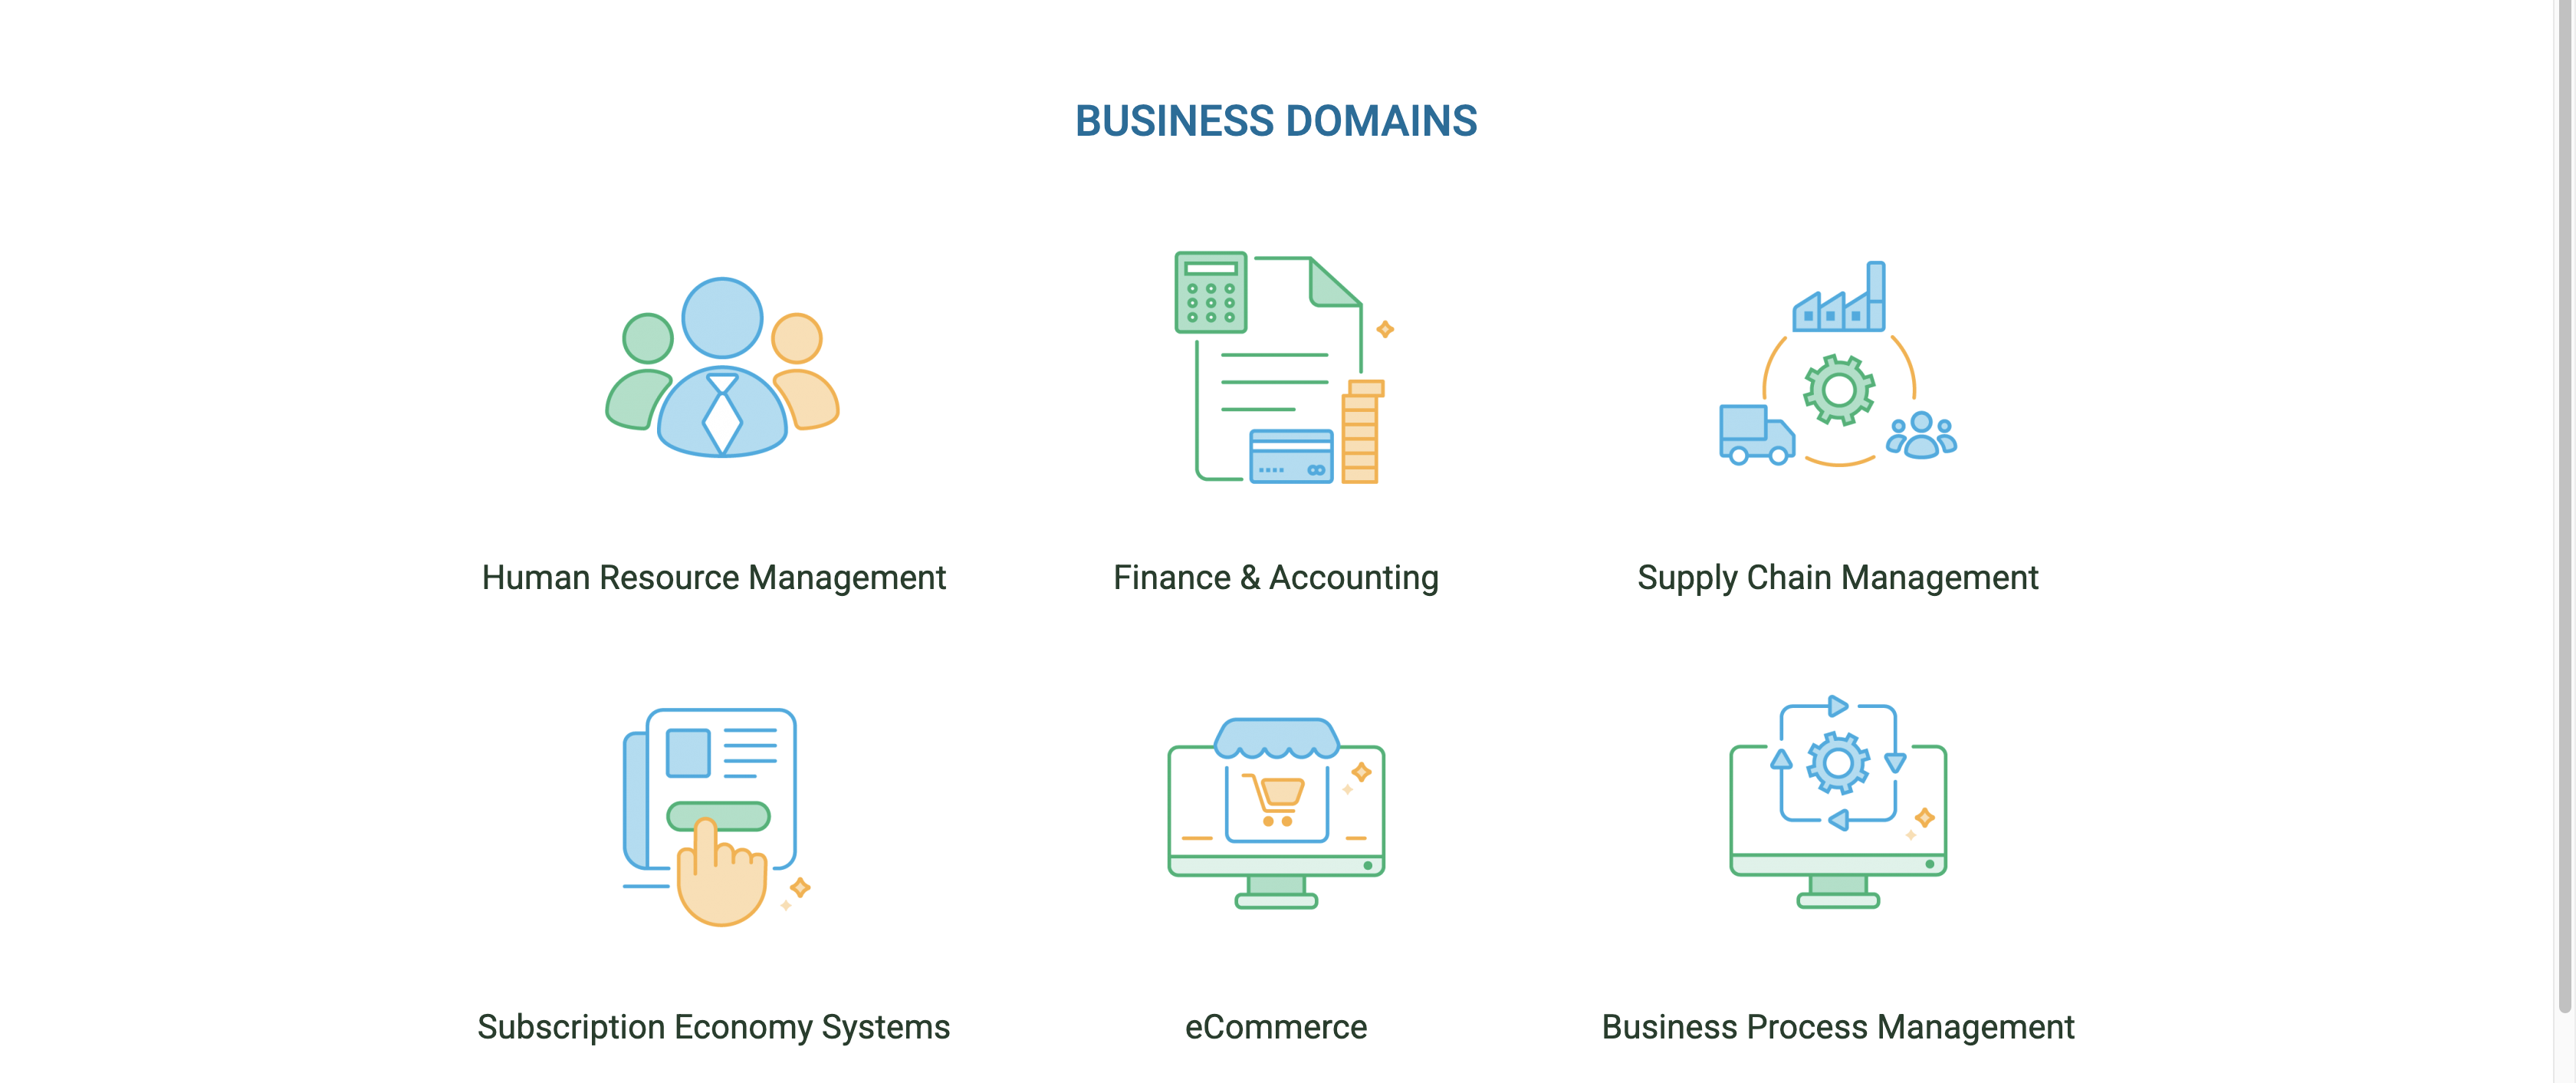 BUSINESS DOMAINS
Human Resource Management
Finance & Accounting
Supply Chain Management
Subscription Economy Systems
eCommerce
Business Process Management